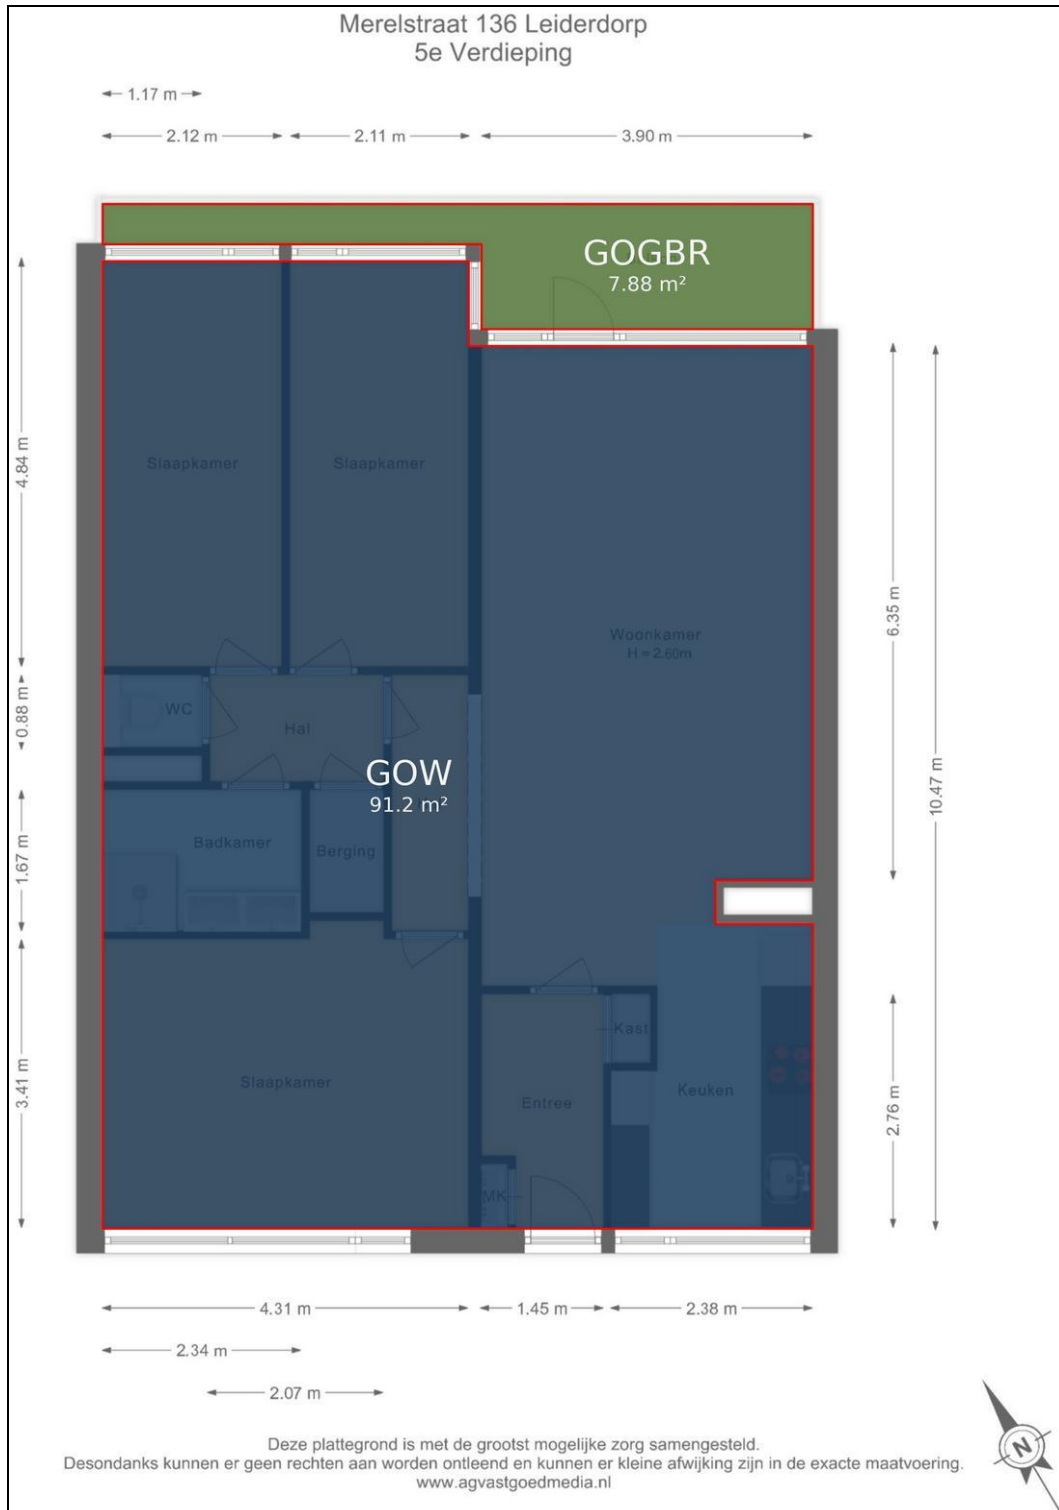 Merelstraat 136 Leiderdorp
5e Verdieping
1.17 m
2.12 m
2.11 m
3.90 m
GOGBR
7.88 m²
4.84 m
Slaapkamer
Slaapkamer
Woonkamer
H = 2.60m
6.35 m
10.47 m
0.88 m
WC
Hal
GOW
91.2 m²
1.67 m
Badkamer
Berging
3.41 m
Slaapkamer
Entree
Kast
Keuken
MK
2.76 m
4.31 m
1.45 m
2.38 m
2.34 m
2.07 m
N
Deze plattegrond is met de grootst mogelijke zorg samengesteld.
Desondanks kunnen er geen rechten aan worden ontleend en kunnen er kleine afwijking zijn in de exacte maatvoering.
www.agvastgoedmedia.nl